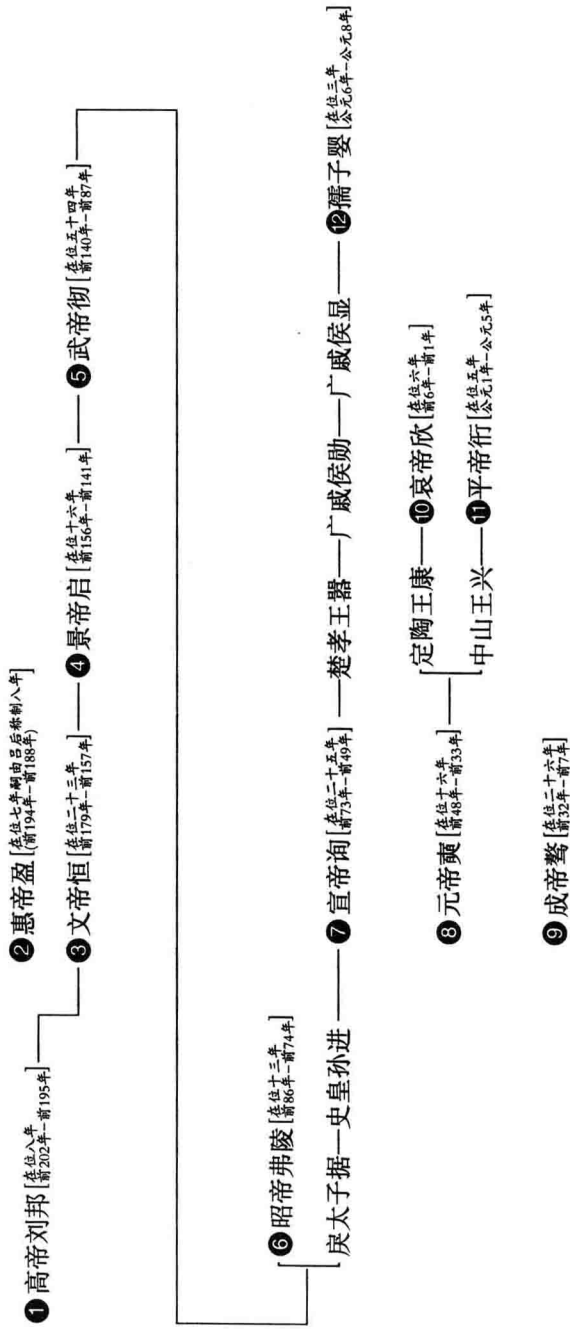 ❶高帝刘邦[在位八年 前202年－前195年]
❷惠帝盈[在位七年嗣由吕后称制八年 (前194年－前188年)]
❸文帝恒[在位二十三年 前179年－前157年]
❹景帝启[在位十六年 前156年－前141年]
❺武帝彻[在位五十四年 前140年－前87年]
❻昭帝弗陵[在位十三年 前86年－前74年]
戾太子据—史皇孙进
❼宣帝询[在位二十五年 前73年－前49年]
楚孝王嚣—广戚侯勋—广戚侯显
⓬孺子婴[在位三年 公元6年－公元8年]
❽元帝奭[在位十六年 前48年－前33年]
定陶王康—❿哀帝欣[在位六年 前6年－前1年]
中山王兴—⓫平帝衎[在位五年 公元1年－公元5年]
❾成帝骜[在位二十六年 前32年－前7年]